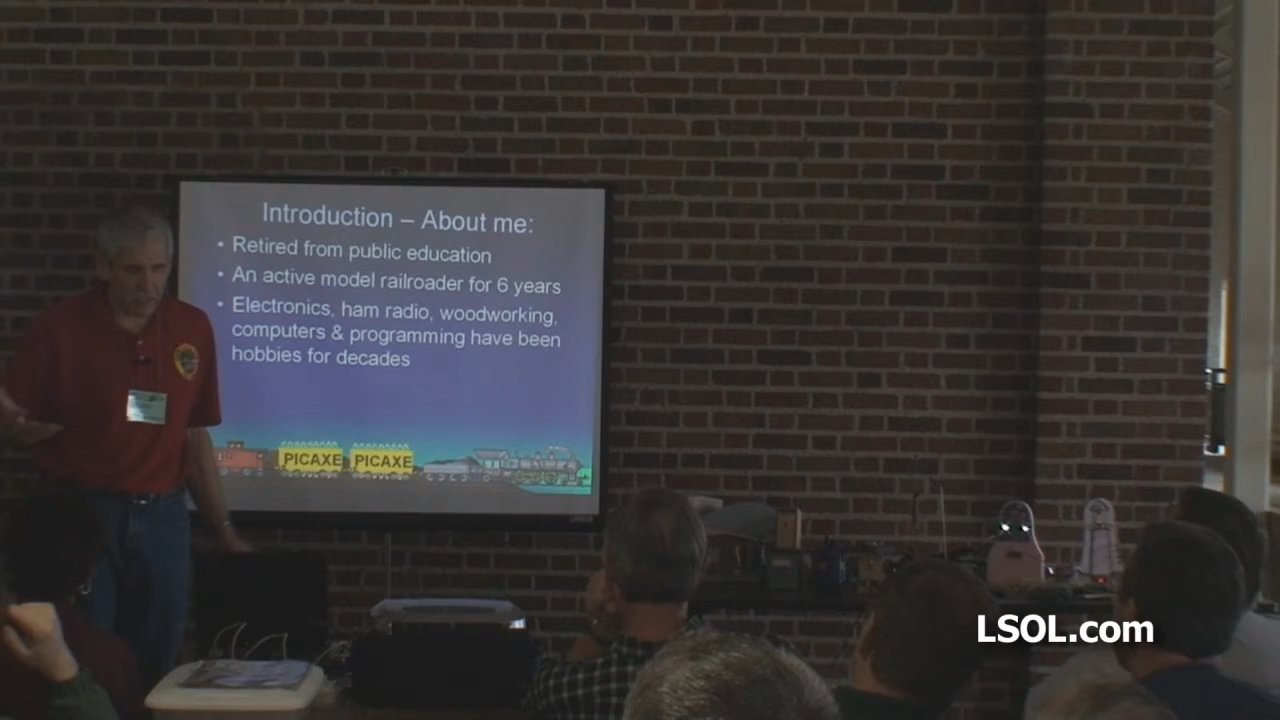 Introduction – About me:
• Retired from public education
• An active model railroader for 6 years
• Electronics, ham radio, woodworking,
computers & programming have been
hobbies for decades
PICAXE PICAXE
LSOL.com